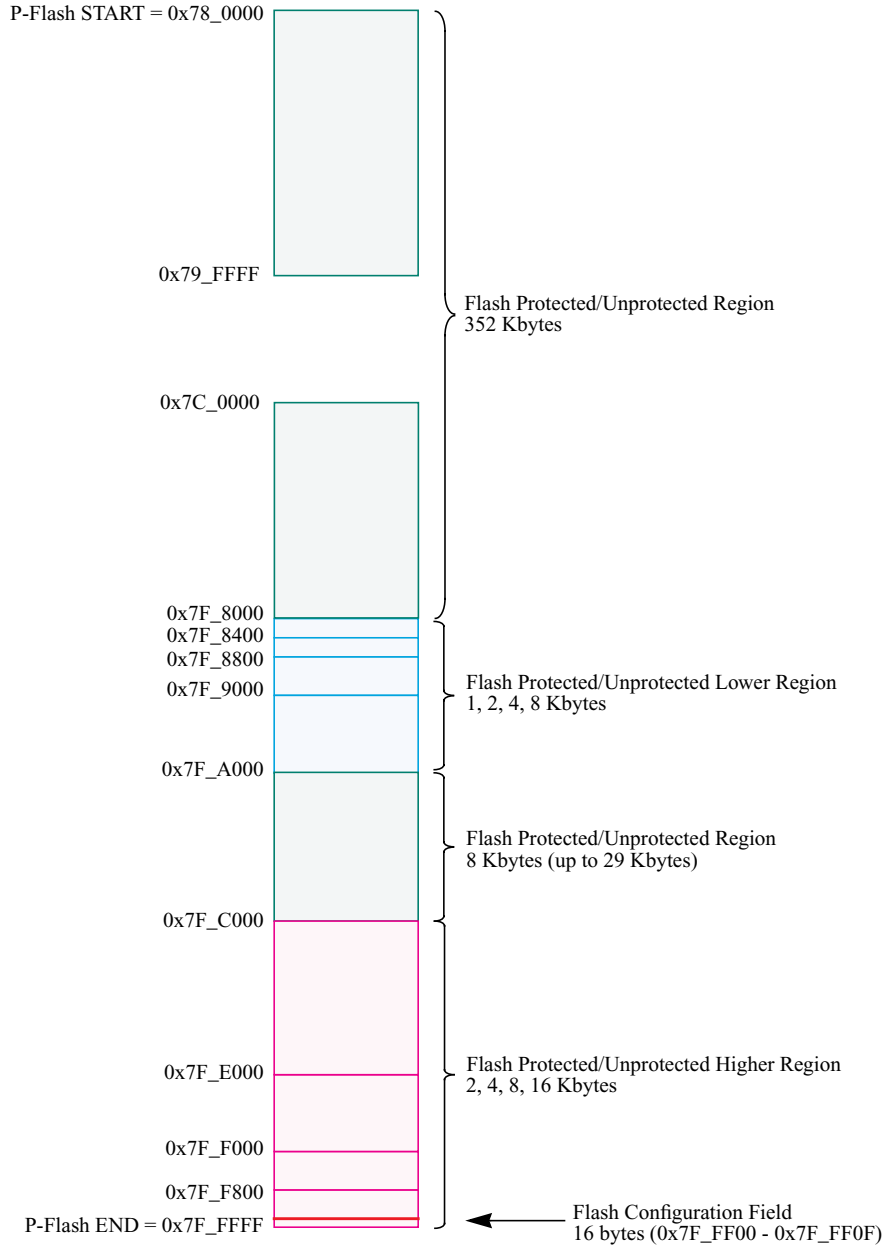 P-Flash START = 0x78_0000
0x79_FFFF
Flash Protected/Unprotected Region
352 Kbytes
0x7C_0000
0x7F_8000
0x7F_8400
0x7F_8800
0x7F_9000
Flash Protected/Unprotected Lower Region
1, 2, 4, 8 Kbytes
0x7F_A000
Flash Protected/Unprotected Region
8 Kbytes (up to 29 Kbytes)
0x7F_C000
0x7F_E000
Flash Protected/Unprotected Higher Region
2, 4, 8, 16 Kbytes
0x7F_F000
0x7F_F800
P-Flash END = 0x7F_FFFF
Flash Configuration Field
16 bytes (0x7F_FF00 - 0x7F_FF0F)